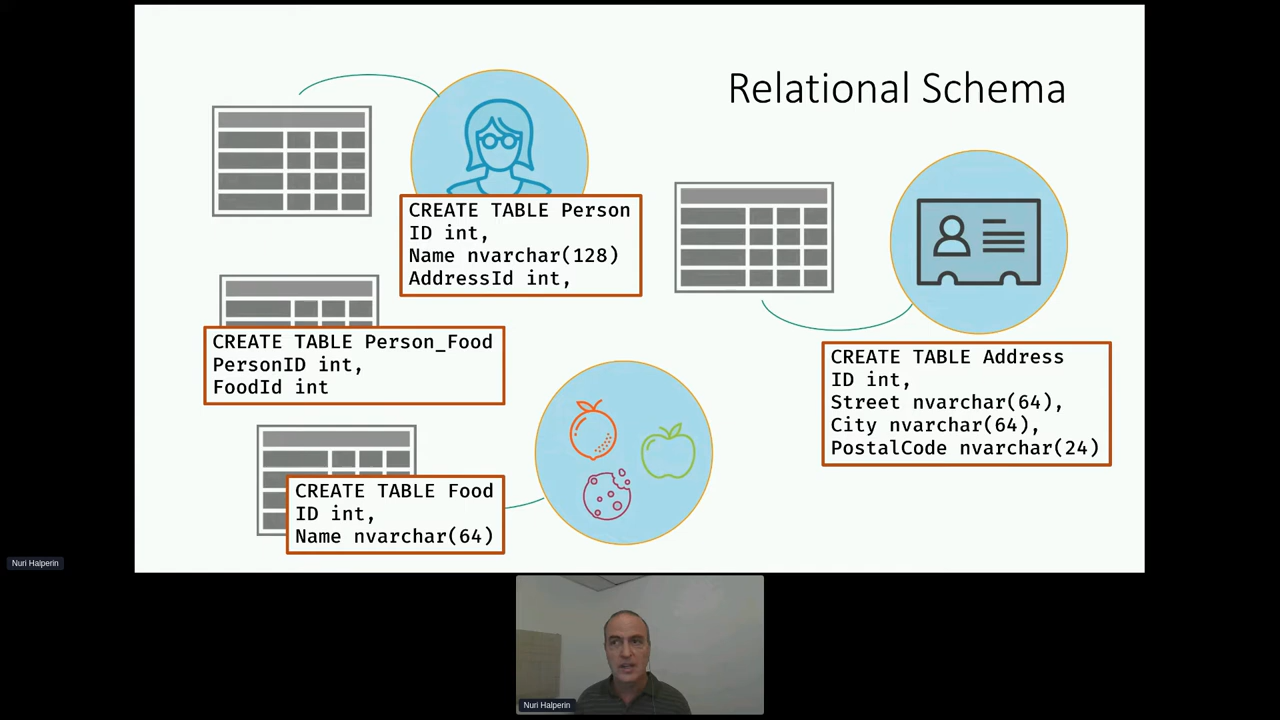 Relational Schema
CREATE TABLE Person
ID int,
Name nvarchar(128)
AddressId int,
CREATE TABLE Person_Food
PersonID int,
FoodId int
CREATE TABLE Address
ID int,
Street nvarchar(64),
City nvarchar(64),
PostalCode nvarchar(24)
CREATE TABLE Food
ID int,
Name nvarchar(64)
Nuri Halperin
Nuri Halperin